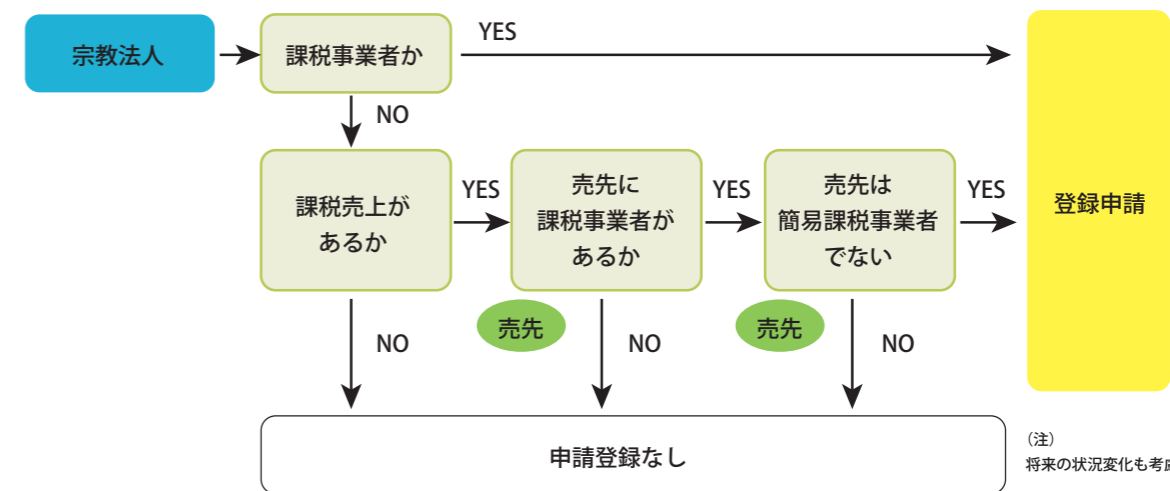 宗教法人
課税事業者か
YES
NO
課税売上が
あるか
YES
売先に
課税事業者が
あるか
YES
売先は
簡易課税事業者
でない
YES
登録申請
売先
売先
NO
NO
NO
申請登録なし
（注）
将来の状況変化も考慮